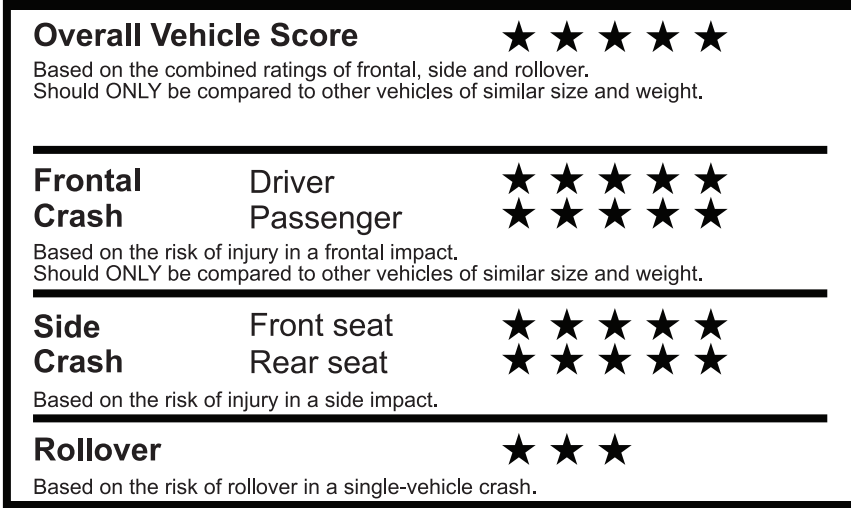 Overall Vehicle Score ★ ★ ★ ★ ★
Based on the combined ratings of frontal, side and rollover.
Should ONLY be compared to other vehicles of similar size and weight.
Frontal Driver ★ ★ ★ ★ ★
Crash Passenger ★ ★ ★ ★ ★
Based on the risk of injury in a frontal impact.
Should ONLY be compared to other vehicles of similar size and weight.
Side Front seat ★ ★ ★ ★ ★
Crash Rear seat ★ ★ ★ ★ ★
Based on the risk of injury in a side impact.
Rollover ★ ★ ★
Based on the risk of rollover in a single-vehicle crash.